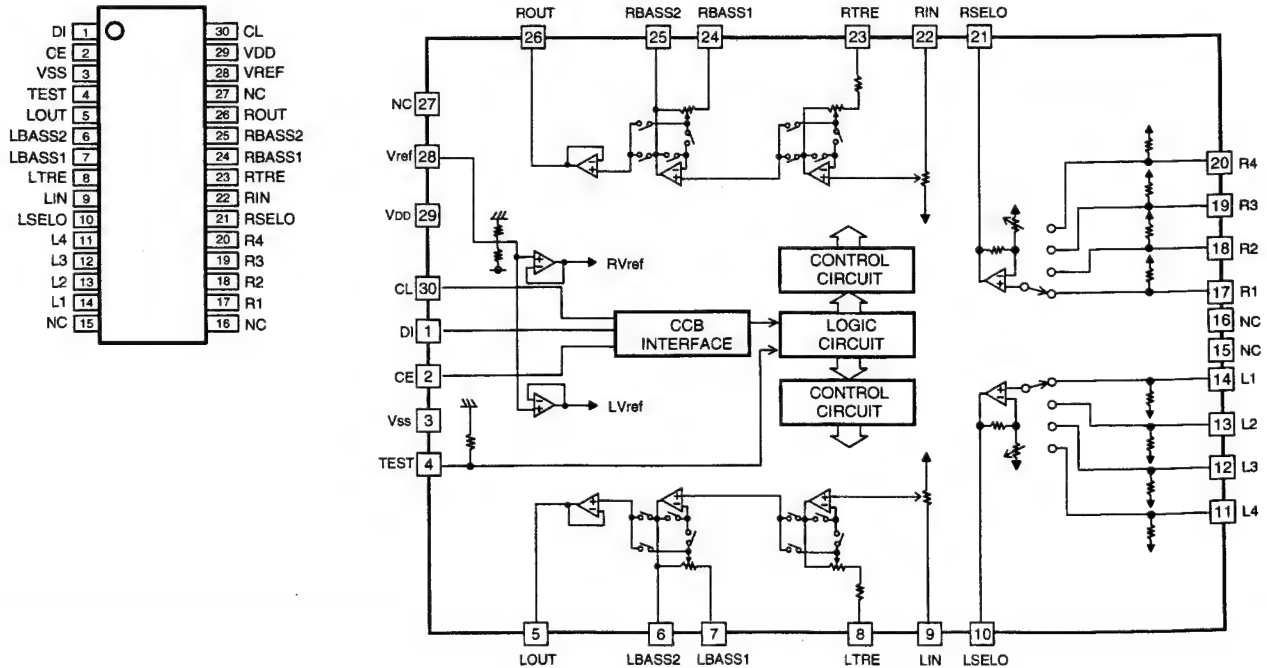 DI 1 30 CL
CE 2 29 VDD
VSS 3 28 VREF
TEST 4 27 NC
LOUT 5 26 ROUT
LBASS2 6 25 RBASS2
LBASS1 7 24 RBASS1
LTRE 8 23 RTRE
LIN 9 22 RIN
LSELO 10 21 RSELO
L4 11 20 R4
L3 12 19 R3
L2 13 18 R2
L1 14 17 R1
NC 15 16 NC
ROUT RBASS2 RBASS1 RTRE RIN RSELO
26 25 24 23 22 21
NC 27
Vref 28
VDD 29
CL 30
DI 1
CE 2
Vss 3
TEST 4
RVref
LVref
CCB
INTERFACE
CONTROL
CIRCUIT
LOGIC
CIRCUIT
CONTROL
CIRCUIT
20 R4
19 R3
18 R2
17 R1
16 NC
15 NC
14 L1
13 L2
12 L3
11 L4
5 6 7 8 9 10
LOUT LBASS2 LBASS1 LTRE LIN LSELO